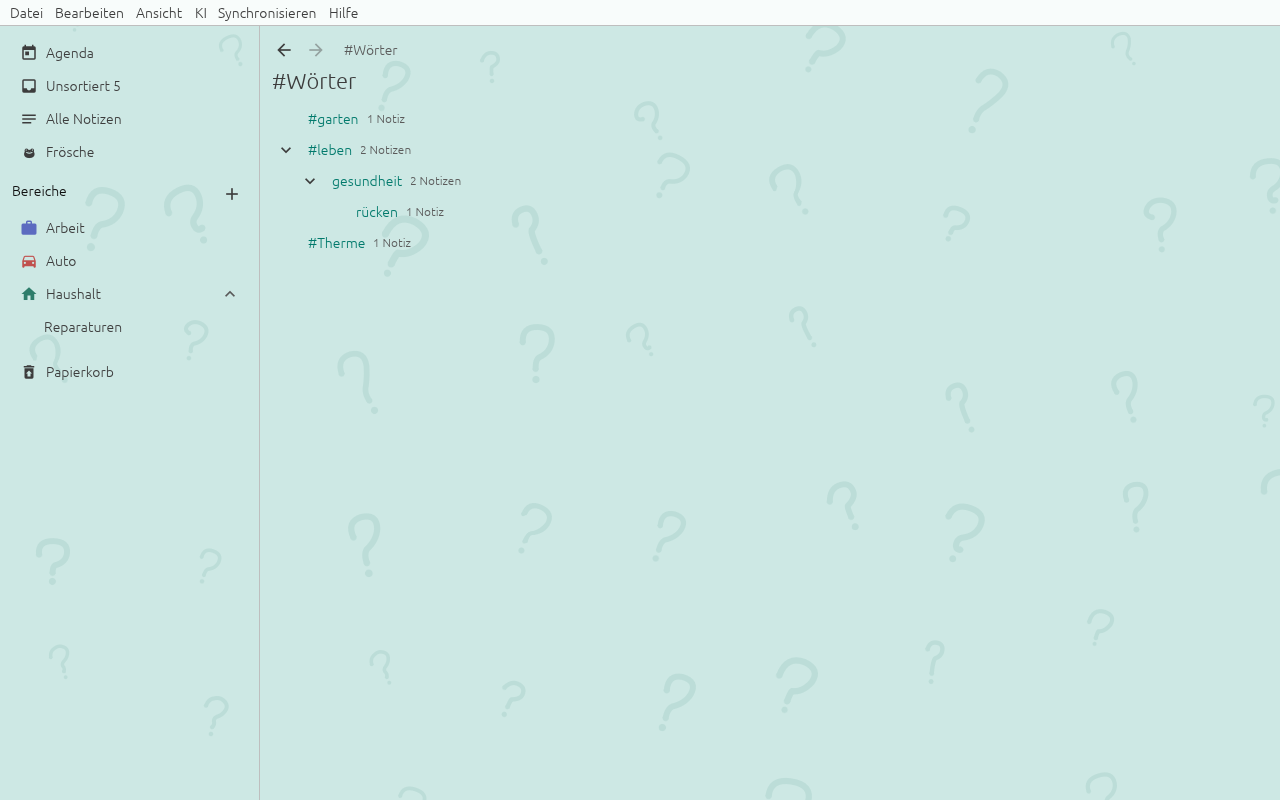 Datei Bearbeiten Ansicht KI Synchronisieren Hilfe
Agenda
Unsortiert 5
Alle Notizen
Frösche
Bereiche
Arbeit
Auto
Haushalt
Reparaturen
Papierkorb
#Wörter
#Wörter
#garten 1 Notiz
#leben 2 Notizen
gesundheit 2 Notizen
rücken 1 Notiz
#Therme 1 Notiz